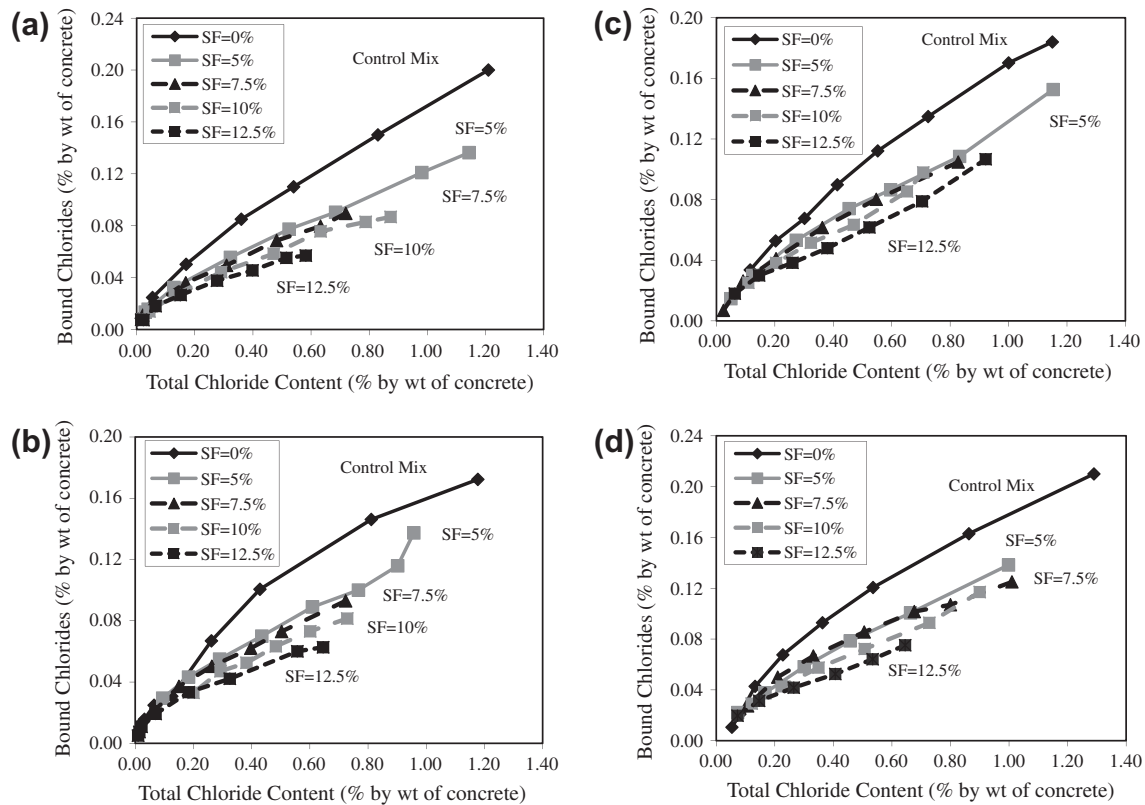 (a)
Bound Chlorides (% by wt of concrete)
0.24
0.20
0.16
0.12
0.08
0.04
0.00
SF=0%
SF=5%
SF=7.5%
SF=10%
SF=12.5%
Control Mix
SF=5%
SF=7.5%
SF=10%
SF=12.5%
0.00 0.20 0.40 0.60 0.80 1.00 1.20 1.40
Total Chloride Content (% by wt of concrete)
(c)
Bound Chlorides (% by wt of concrete)
0.20
0.16
0.12
0.08
0.04
0.00
SF=0%
SF=5%
SF=7.5%
SF=10%
SF=12.5%
Control Mix
SF=5%
SF=12.5%
0.00 0.20 0.40 0.60 0.80 1.00 1.20 1.40
Total Chloride Content (% by wt of concrete)
(b)
Bound Chlorides (% by wt of concrete)
0.20
0.16
0.12
0.08
0.04
0.00
SF=0%
SF=5%
SF=7.5%
SF=10%
SF=12.5%
Control Mix
SF=5%
SF=7.5%
SF=10%
SF=12.5%
0.00 0.20 0.40 0.60 0.80 1.00 1.20 1.40
Total Chloride Content (% by wt of concrete)
(d)
Bound Chlorides (% by wt of concrete)
0.24
0.20
0.16
0.12
0.08
0.04
0.00
SF=0%
SF=5%
SF=7.5%
SF=10%
SF=12.5%
Control Mix
SF=5%
SF=7.5%
SF=12.5%
0.00 0.20 0.40 0.60 0.80 1.00 1.20 1.40
Total Chloride Content (% by wt of concrete)